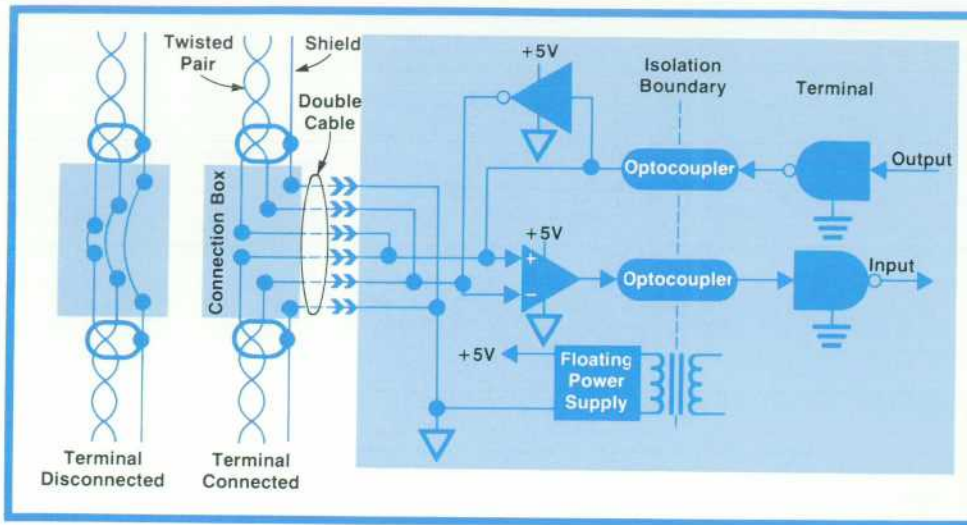 Twisted
Pair
Shield
Double
Cable
Connection Box
Terminal
Disconnected
Terminal
Connected
+5V
Isolation
Boundary
Terminal
Optocoupler
Output
+5V
+
−
Optocoupler
Input
+5V
Floating
Power
Supply